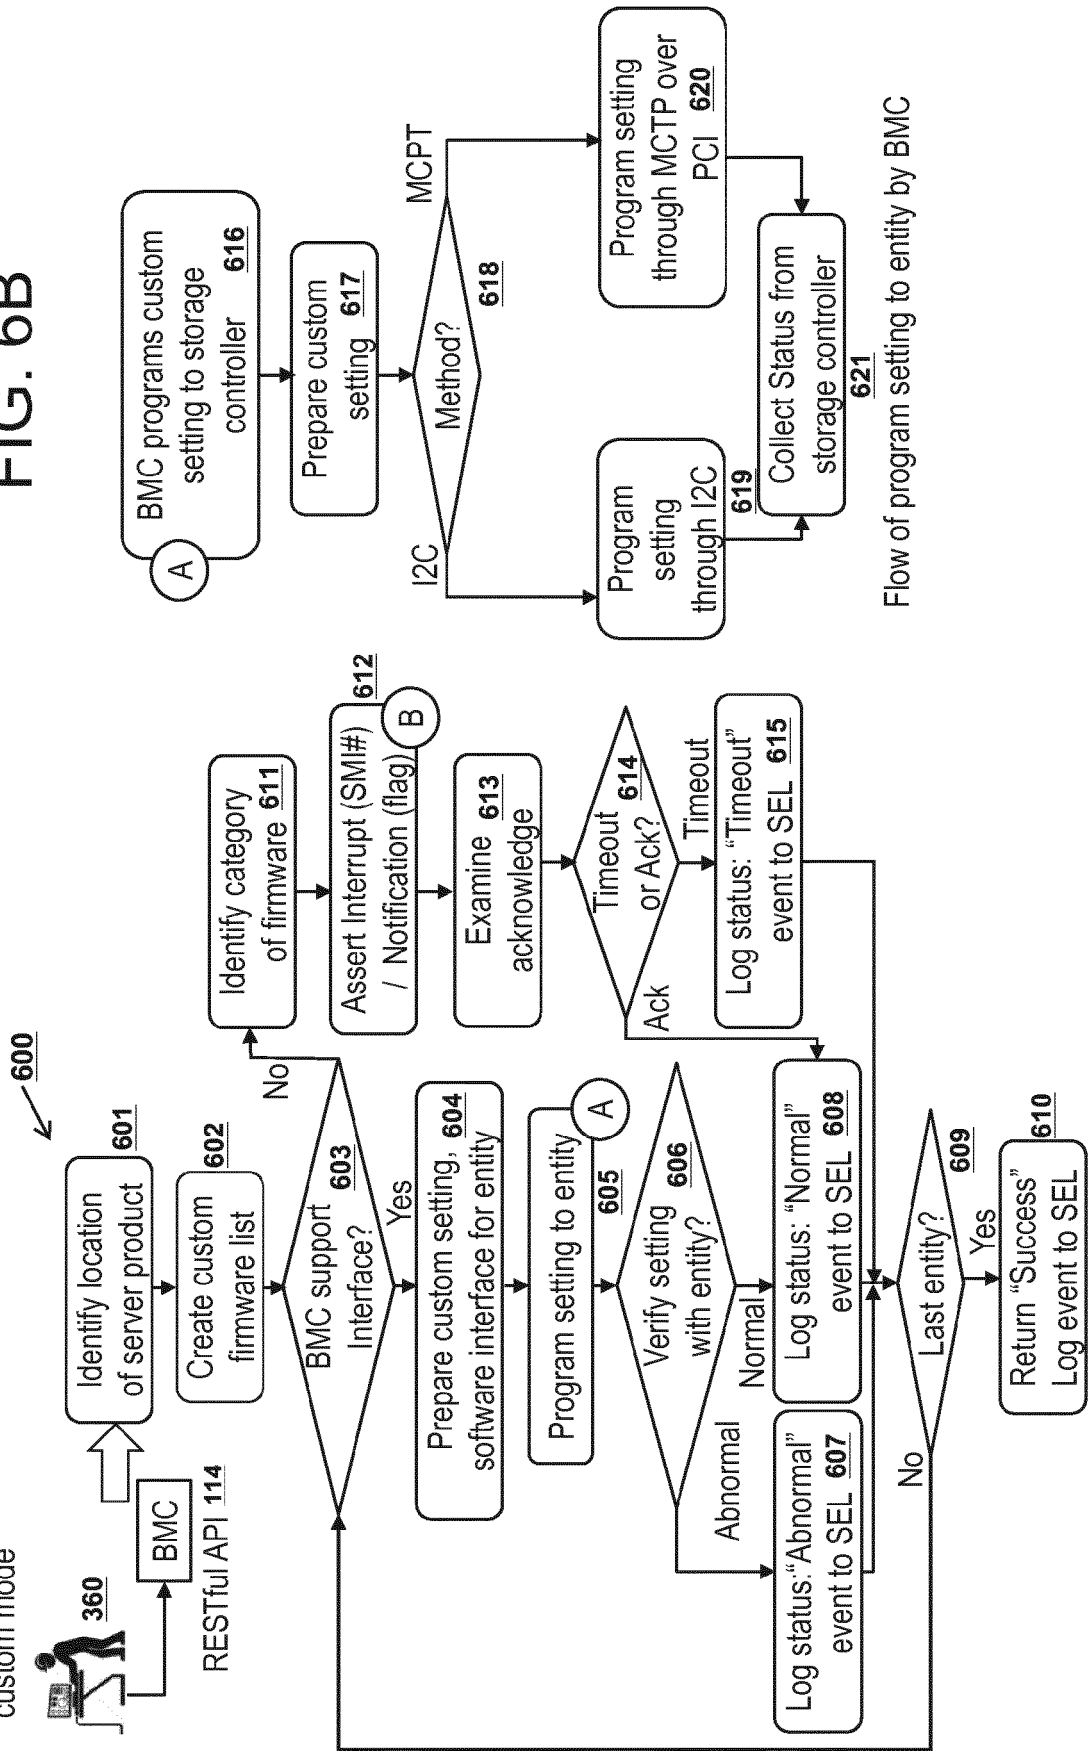 FIG. 6B
custom mode
600
360
BMC
RESTful API 114
Identify location
of server product
601
Create custom
firmware list
602
BMC support
Interface?
603
No
Yes
Prepare custom setting, 604
software interface for entity
Program setting to entity
A
605
Verify setting
with entity?
606
Abnormal
Normal
Log status:“Abnormal”
event to SEL 607
Log status: “Normal”
event to SEL 608
Last entity?
609
No
Yes
Return “Success”
Log event to SEL
610
Identify category
of firmware 611
Assert Interrupt (SMI#)
/ Notification (flag)
612
B
Examine 613
acknowledge
Timeout
or Ack?
614
Ack
Timeout
Log status: “Timeout”
event to SEL 615
A
BMC programs custom
setting to storage
controller 616
Prepare custom
setting 617
Method?
618
I2C
MCPT
Program
setting
through I2C
619
Program setting
through MCTP over
PCI 620
Collect Status from
storage controller
621
Flow of program setting to entity by BMC